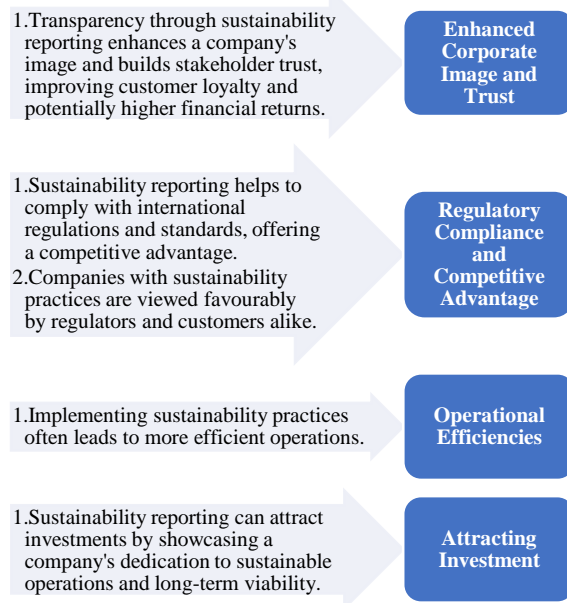 1.Transparency through sustainability
reporting enhances a company's
image and builds stakeholder trust,
improving customer loyalty and
potentially higher financial returns.
Enhanced
Corporate
Image and
Trust
1.Sustainability reporting helps to
comply with international
regulations and standards, offering
a competitive advantage.
2.Companies with sustainability
practices are viewed favourably
by regulators and customers alike.
Regulatory
Compliance
and
Competitive
Advantage
1.Implementing sustainability practices
often leads to more efficient operations.
Operational
Efficiencies
1.Sustainability reporting can attract
investments by showcasing a
company's dedication to sustainable
operations and long-term viability.
Attracting
Investment